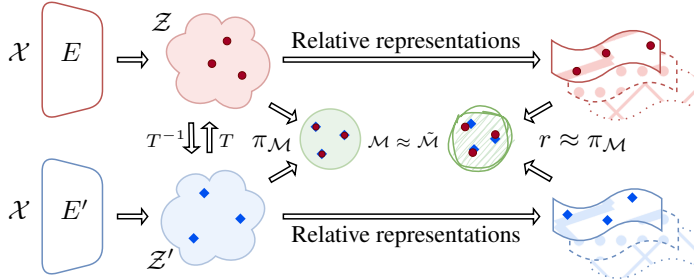 𝒳 E 𝒵 Relative representations
T⁻¹ T π_ℳ ℳ ≈ ℳ̃ r ≈ π_ℳ
𝒳 E′ 𝒵′ Relative representations